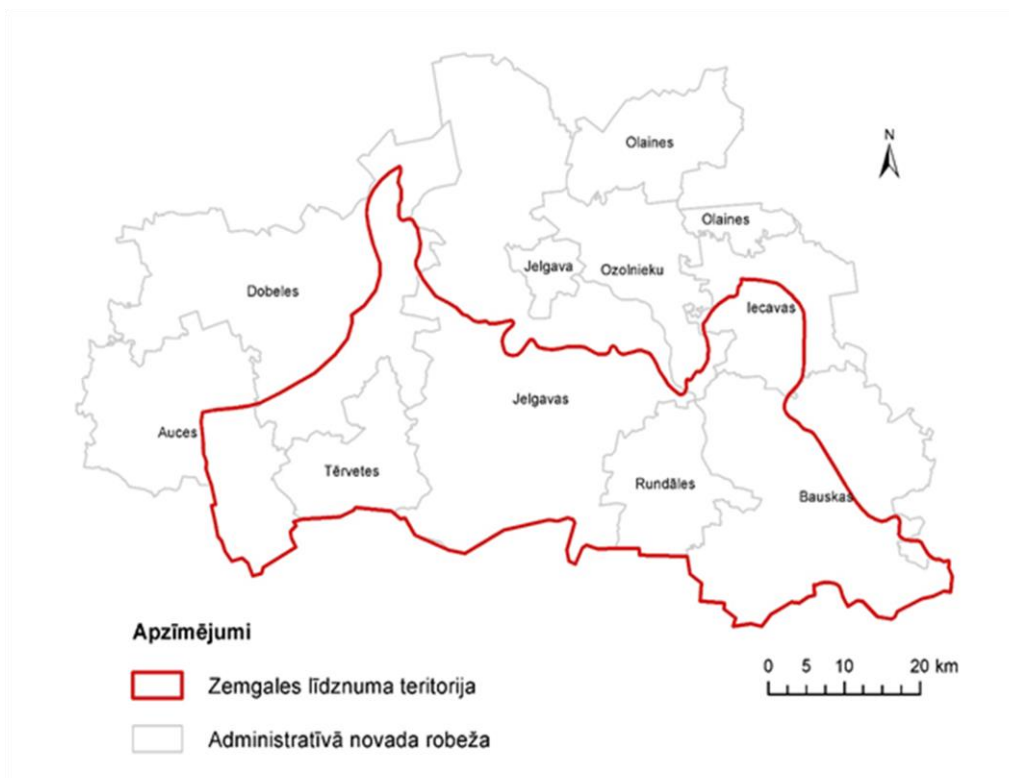 Olaines
N
Olaines
Jelgava
Ozolnieku
Dobeles
Iecavas
Jelgavas
Auces
Tērvetes
Rundāles
Bauskas
Apzīmējumi
Zemgales līdznuma teritorija
Administratīvā novada robeža
0 5 10 20 km